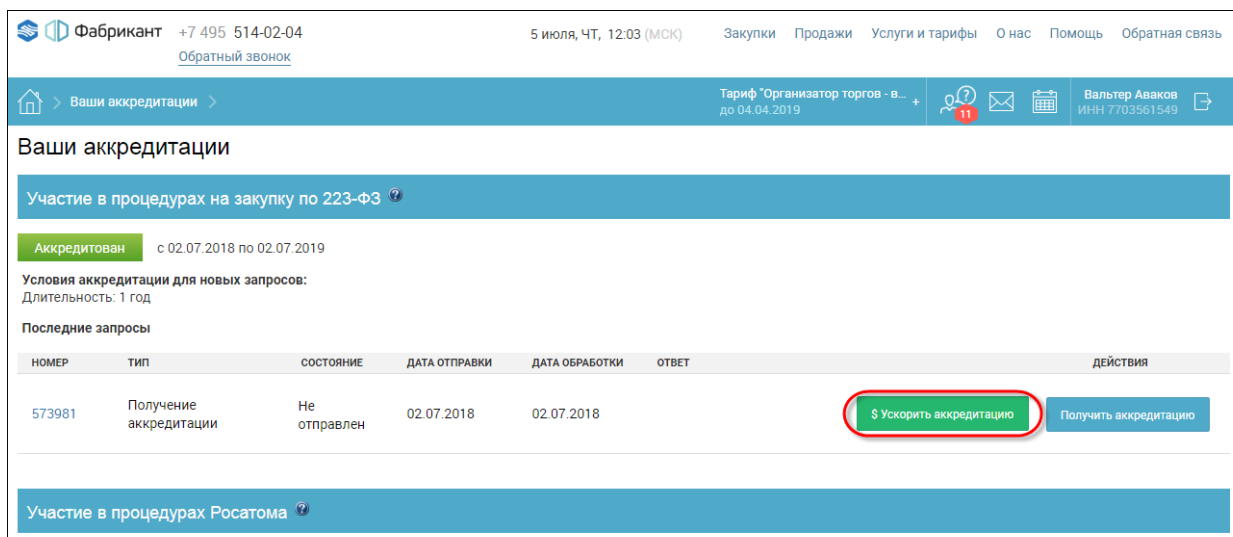 Фабрикант +7 495 514-02-04 5 июля, ЧТ, 12:03 (МСК) Закупки Продажи Услуги и тарифы О нас Помощь Обратная связь
Обратный звонок
Ваши аккредитации Тариф "Организатор торгов - в... + 11 Вальтер Аваков
до 04.04.2019 ИНН 7703561549
Ваши аккредитации
Участие в процедурах на закупку по 223-ФЗ ?
Аккредитован с 02.07.2018 по 02.07.2019
Условия аккредитации для новых запросов:
Длительность: 1 год
Последние запросы
НОМЕР ТИП СОСТОЯНИЕ ДАТА ОТПРАВКИ ДАТА ОБРАБОТКИ ОТВЕТ ДЕЙСТВИЯ
573981 Получение аккредитации Не отправлен 02.07.2018 02.07.2018 $ Ускорить аккредитацию Получить аккредитацию
Участие в процедурах Росатома ?